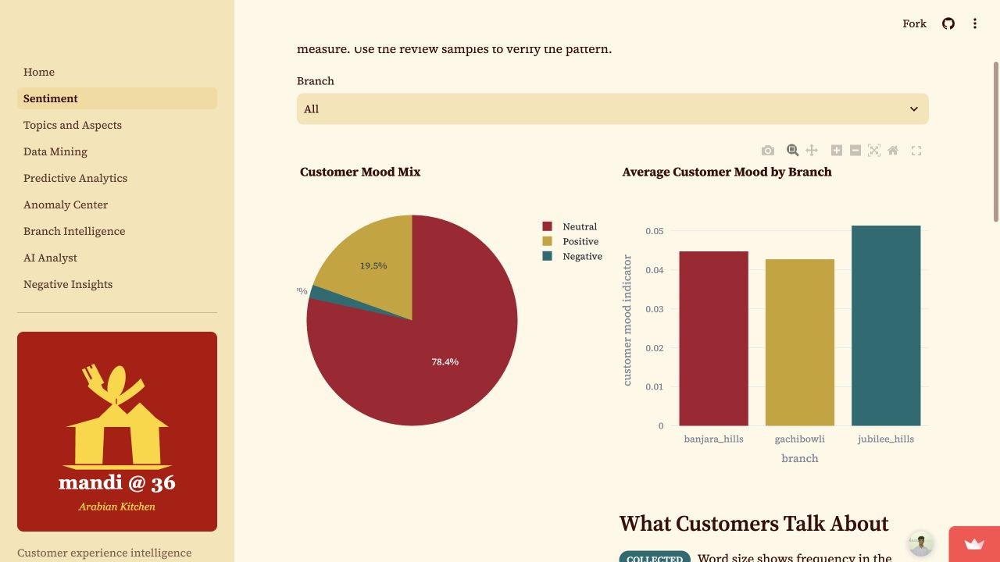 Fork
Home
Sentiment
Topics and Aspects
Data Mining
Predictive Analytics
Anomaly Center
Branch Intelligence
AI Analyst
Negative Insights
mandi @ 36
Arabian Kitchen
Customer experience intelligence
measure. Use the review samples to verify the pattern.
Branch
All
Customer Mood Mix
19.5%
78.4%
Neutral
Positive
Negative
Average Customer Mood by Branch
customer mood indicator
0.05
0.04
0.03
0.02
0.01
0
banjara_hills
gachibowli
jubilee_hills
branch
What Customers Talk About
COLLECTED Word size shows frequency in the